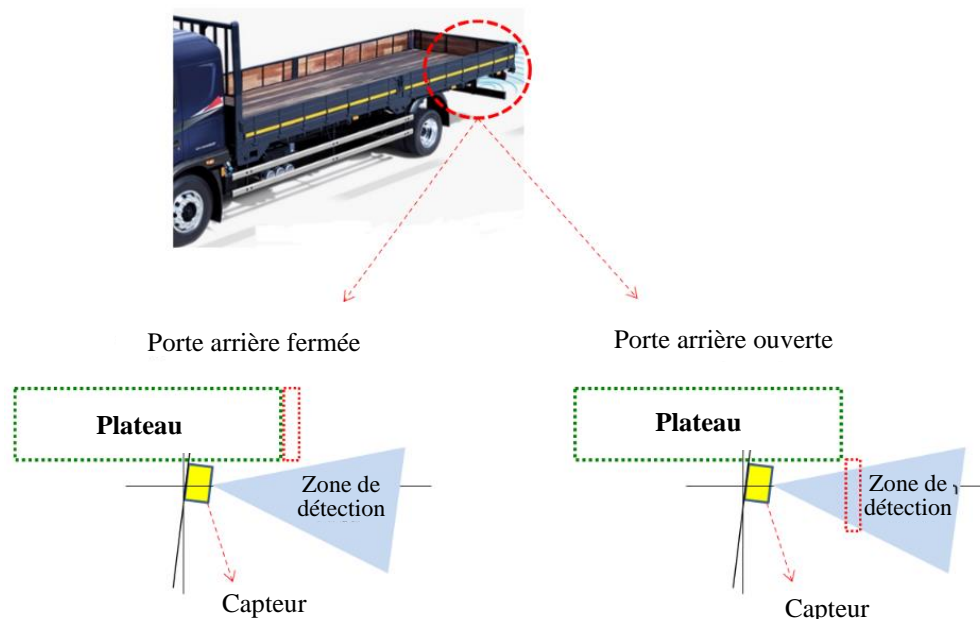 Porte arrière fermée
Porte arrière ouverte
Plateau
Plateau
Zone de
détection
Zone de
détection
Capteur
Capteur